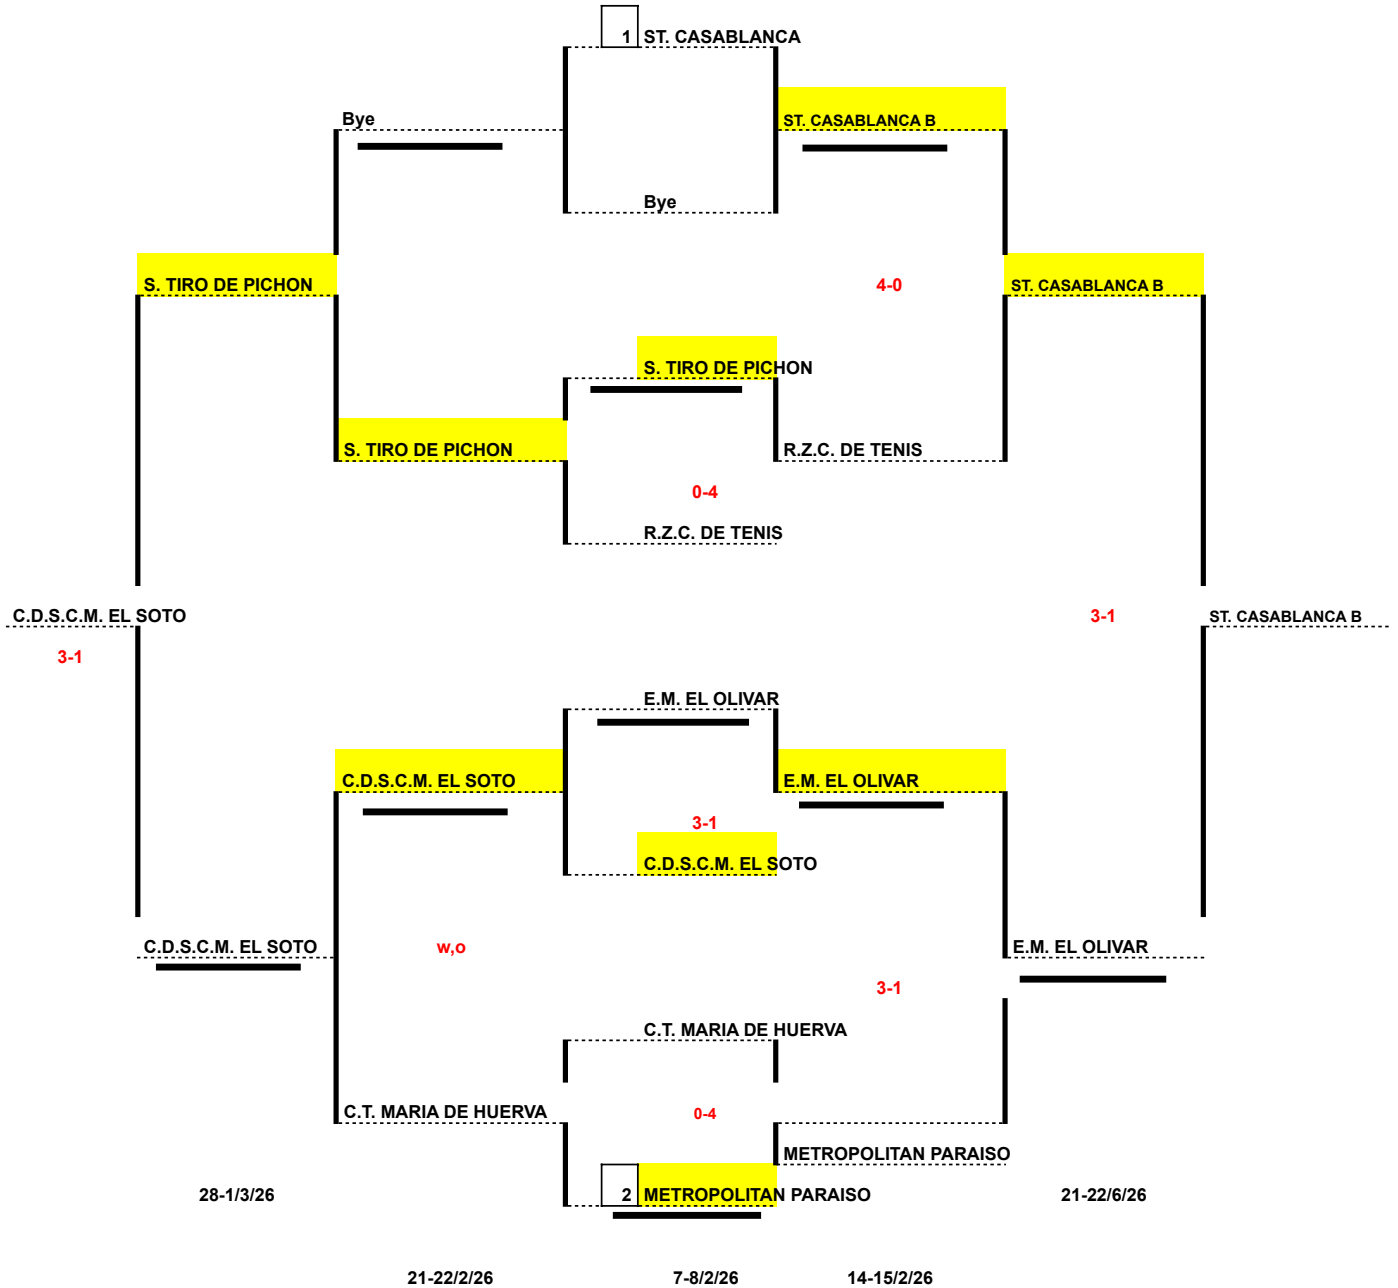 1 ST. CASABLANCA
Bye
ST. CASABLANCA B
Bye
S. TIRO DE PICHON
4-0
ST. CASABLANCA B
S. TIRO DE PICHON
S. TIRO DE PICHON
R.Z.C. DE TENIS
0-4
R.Z.C. DE TENIS
C.D.S.C.M. EL SOTO
3-1
ST. CASABLANCA B
3-1
E.M. EL OLIVAR
C.D.S.C.M. EL SOTO
E.M. EL OLIVAR
3-1
C.D.S.C.M. EL SOTO
C.D.S.C.M. EL SOTO
w,o
E.M. EL OLIVAR
3-1
C.T. MARIA DE HUERVA
C.T. MARIA DE HUERVA
0-4
METROPOLITAN PARAISO
28-1/3/26
2 METROPOLITAN PARAISO
21-22/6/26
21-22/2/26
7-8/2/26
14-15/2/26